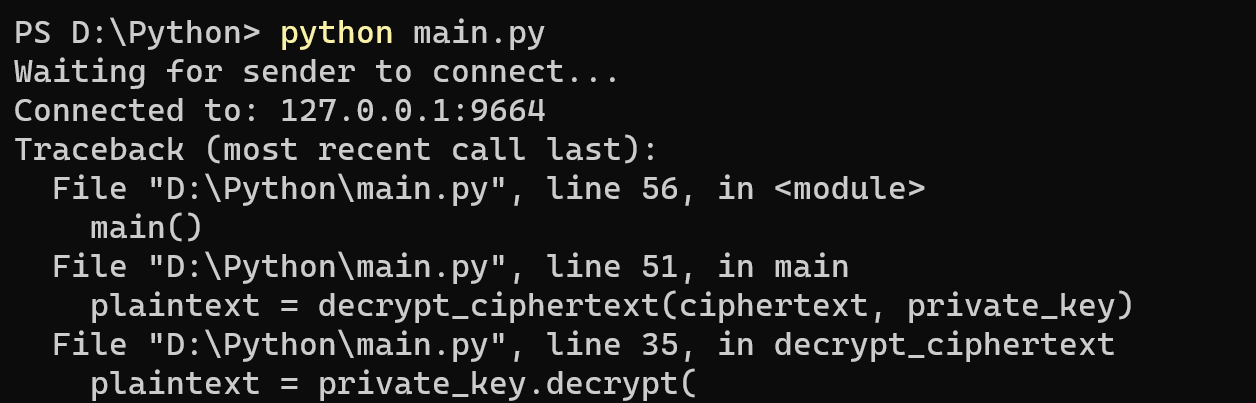 PS D:\Python> python main.py
Waiting for sender to connect...
Connected to: 127.0.0.1:9664
Traceback (most recent call last):
  File "D:\Python\main.py", line 56, in <module>
    main()
  File "D:\Python\main.py", line 51, in main
    plaintext = decrypt_ciphertext(ciphertext, private_key)
  File "D:\Python\main.py", line 35, in decrypt_ciphertext
    plaintext = private_key.decrypt(